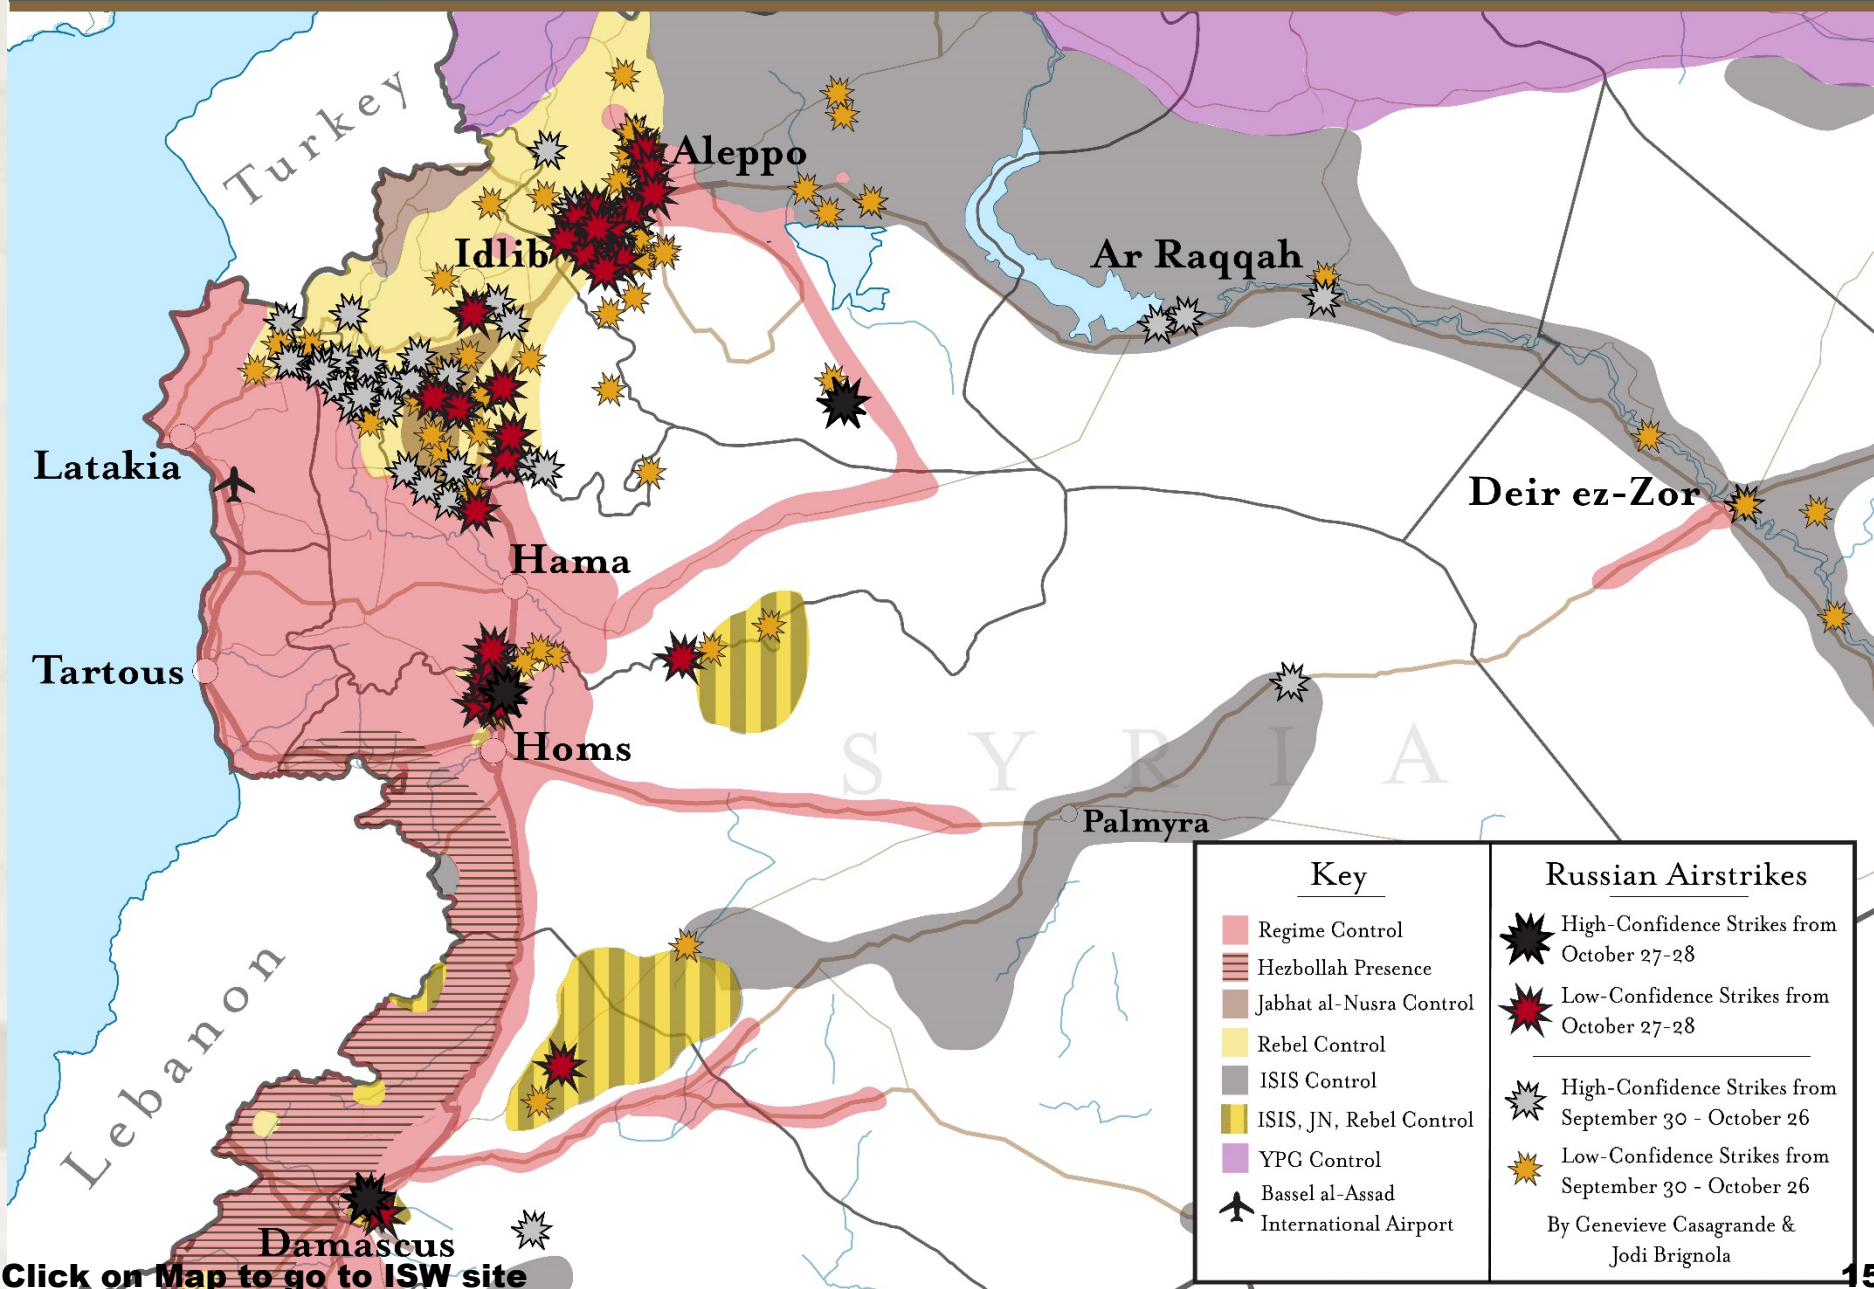 Turkey
Aleppo
Idlib
Ar Raqqah
Latakia
Deir ez-Zor
Hama
Tartous
Homs
SYRIA
Palmyra
Lebanon
Damascus
Key
Regime Control
Hezbollah Presence
Jabhat al-Nusra Control
Rebel Control
ISIS Control
ISIS, JN, Rebel Control
YPG Control
Bassel al-Assad
International Airport
Russian Airstrikes
High-Confidence Strikes from
October 27-28
Low-Confidence Strikes from
October 27-28
High-Confidence Strikes from
September 30 - October 26
Low-Confidence Strikes from
September 30 - October 26
By Genevieve Casagrande &
Jodi Brignola
Click on Map to go to ISW site
15